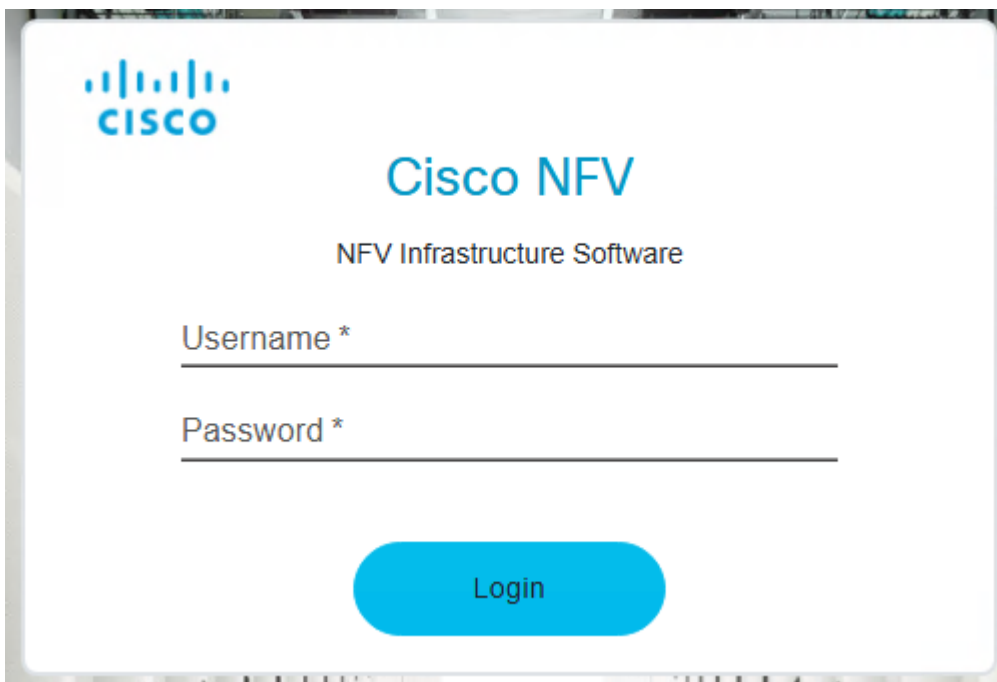 CISCO
Cisco NFV
NFV Infrastructure Software
Username *
Password *
Login